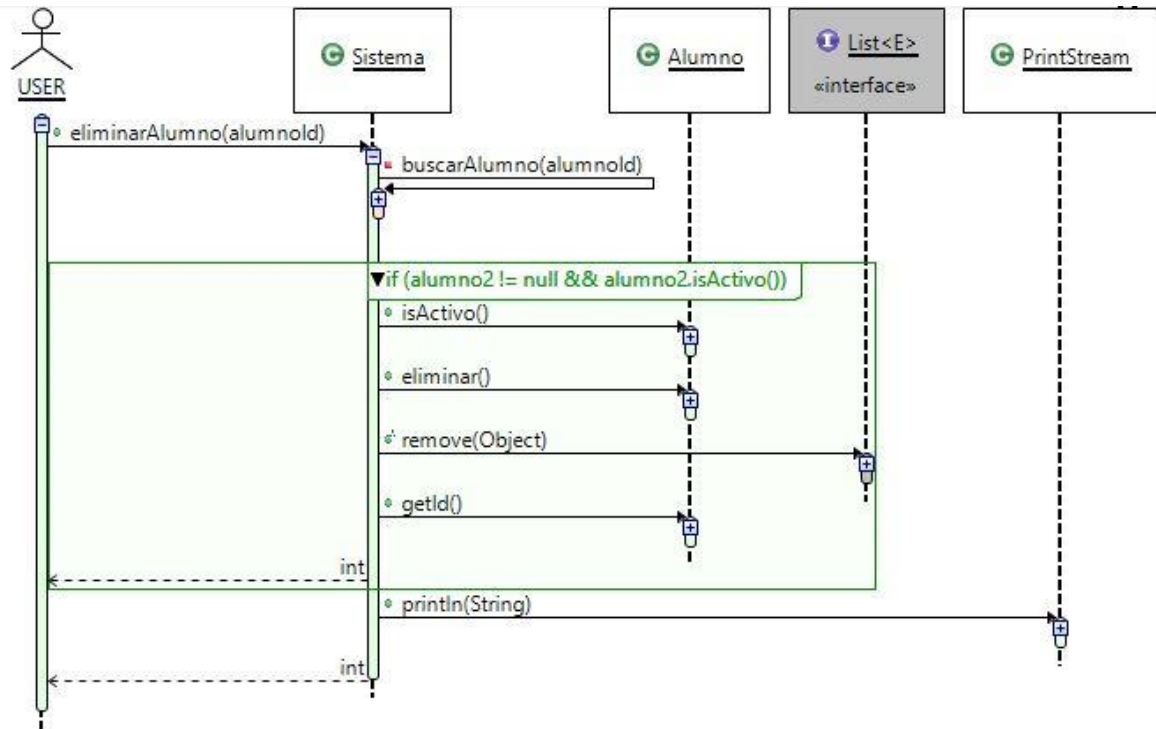 USER
Sistema
Alumno
List<E>
«interface»
PrintStream
eliminarAlumno(alumnoId)
buscarAlumno(alumnoId)
if (alumno2 != null && alumno2.isActivo())
isActivo()
eliminar()
remove(Object)
getId()
int
println(String)
int